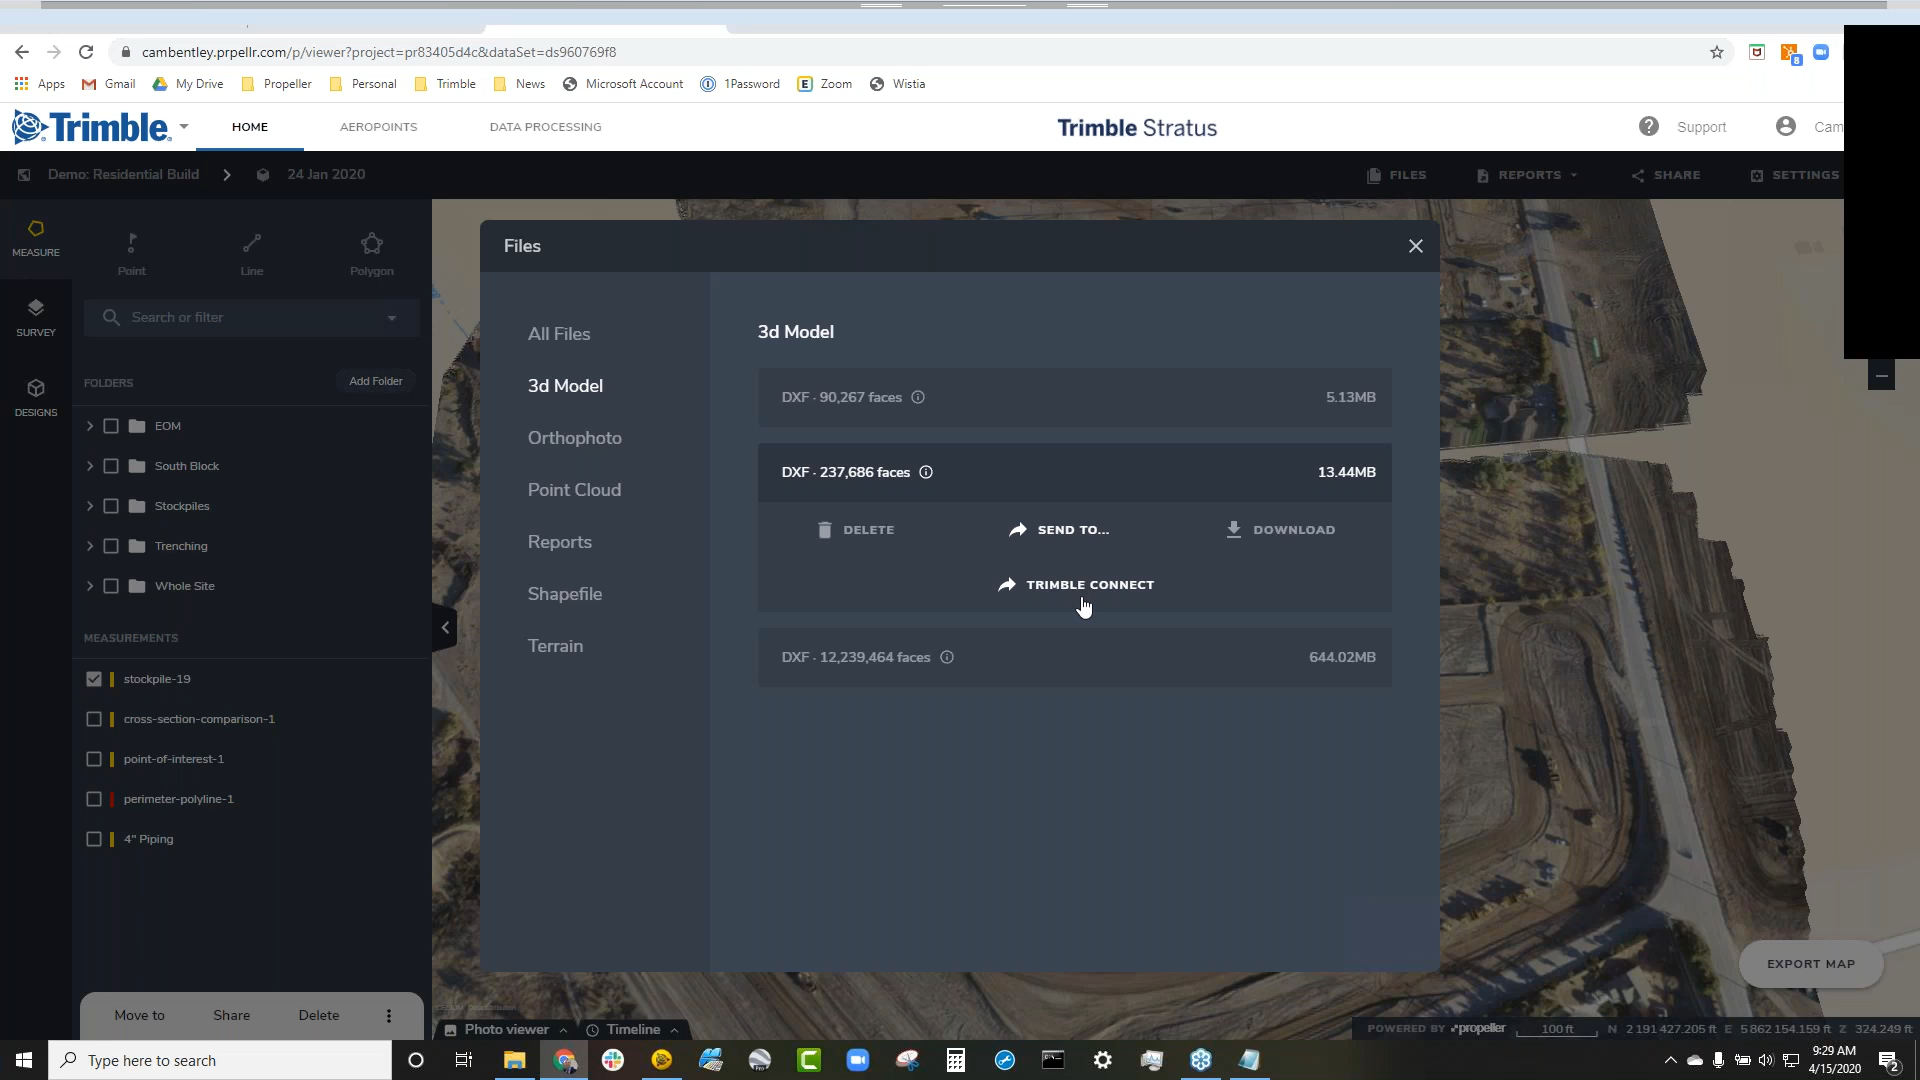 cambentley.prpellr.com/p/viewer?project=pr83405d4c&dataSet=ds960769f8
8
Apps Gmail My Drive Propeller Personal Trimble News Microsoft Account 1Password Zoom Wistia
Trimble HOME AEROPOINTS DATA PROCESSING Trimble Stratus Support Cam
Demo: Residential Build 24 Jan 2020 FILES REPORTS SHARE SETTINGS
MEASURE
Point Line Polygon
SURVEY
Search or filter
DESIGNS
FOLDERS Add Folder
EOM
South Block
Stockpiles
Trenching
Whole Site
MEASUREMENTS
stockpile-19
cross-section-comparison-1
point-of-interest-1
perimeter-polyline-1
4" Piping
Move to Share Delete
Files
All Files
3d Model
Orthophoto
Point Cloud
Reports
Shapefile
Terrain
3d Model
DXF - 90,267 faces 5.13MB
DXF - 237,686 faces 13.44MB
DELETE SEND TO... DOWNLOAD
TRIMBLE CONNECT
DXF - 12,239,464 faces 644.02MB
EXPORT MAP
Photo viewer Timeline
POWERED BY propeller 100 ft N 2 191 427.205 ft E 5 862 154.159 ft Z 324.249 ft
Type here to search
9:29 AM
4/15/2020
2